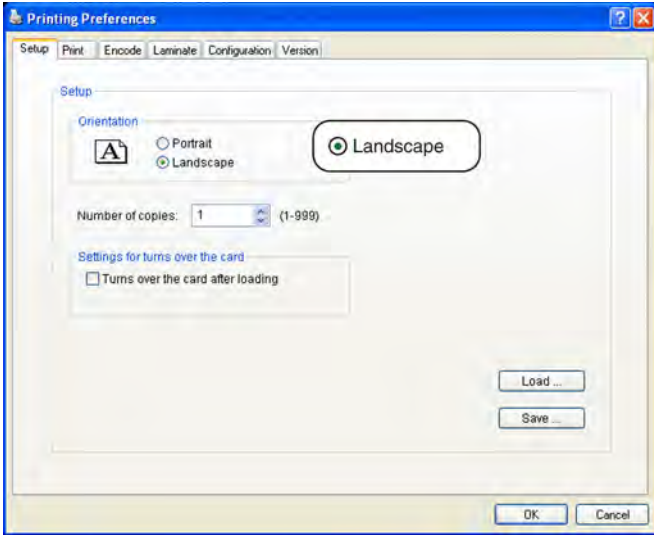 Printing Preferences
Setup Print Encode Laminate Configuration Version
Setup
Orientation
A
Portrait
Landscape
Landscape
Number of copies: 1 (1-999)
Settings for turns over the card
Turns over the card after loading
Load ...
Save ...
OK Cancel